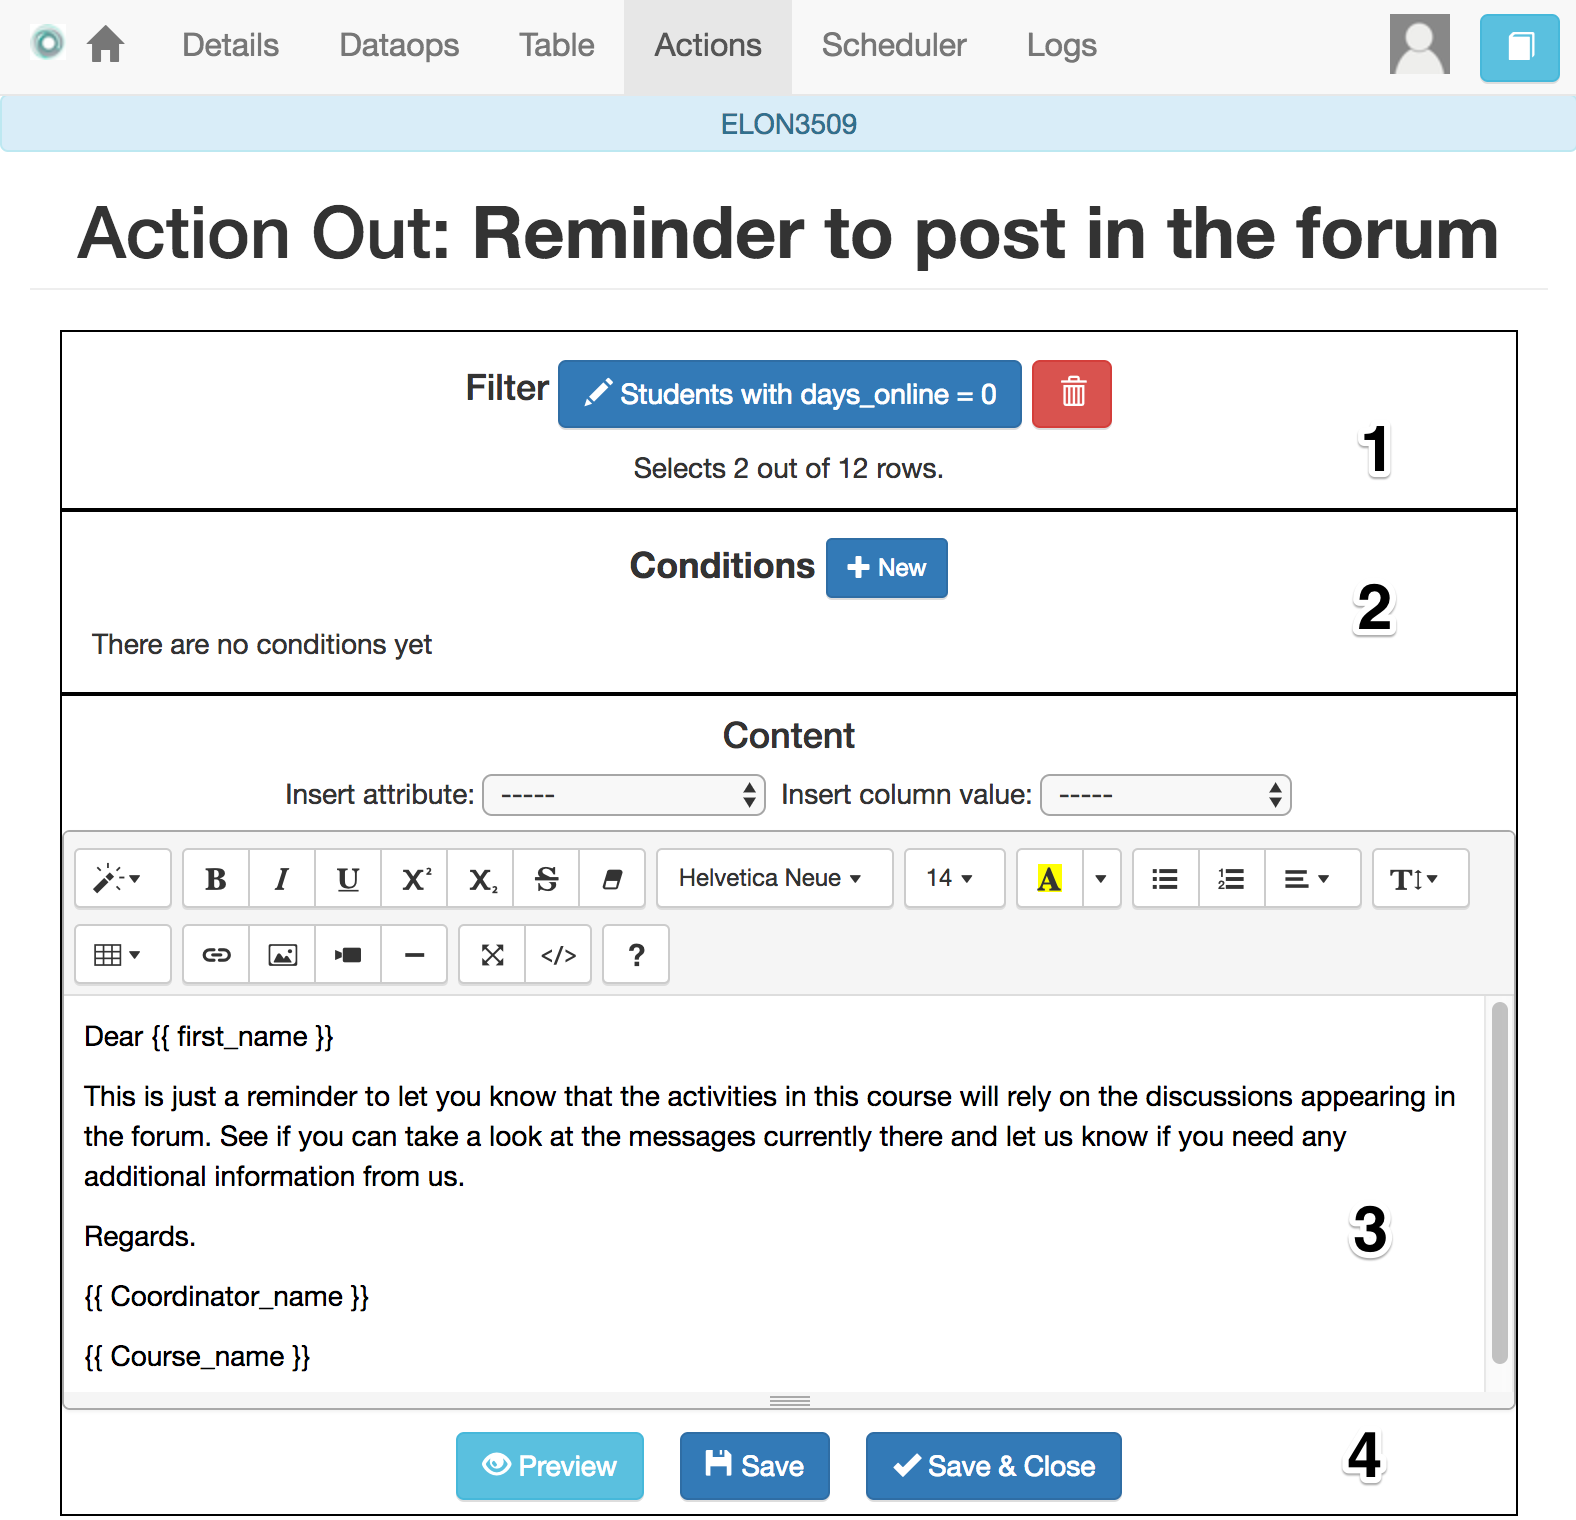 Details Dataops Table Actions Scheduler Logs
ELON3509
Action Out: Reminder to post in the forum
Filter Students with days_online = 0
1
Selects 2 out of 12 rows.
Conditions New
2
There are no conditions yet
Content
Insert attribute: ----- Insert column value: -----
B I U X² X₂ S Helvetica Neue 14 A T
</> ?
Dear {{ first_name }}
This is just a reminder to let you know that the activities in this course will rely on the discussions appearing in
the forum. See if you can take a look at the messages currently there and let us know if you need any
additional information from us.
Regards.
3
{{ Coordinator_name }}
{{ Course_name }}
Preview Save Save & Close
4